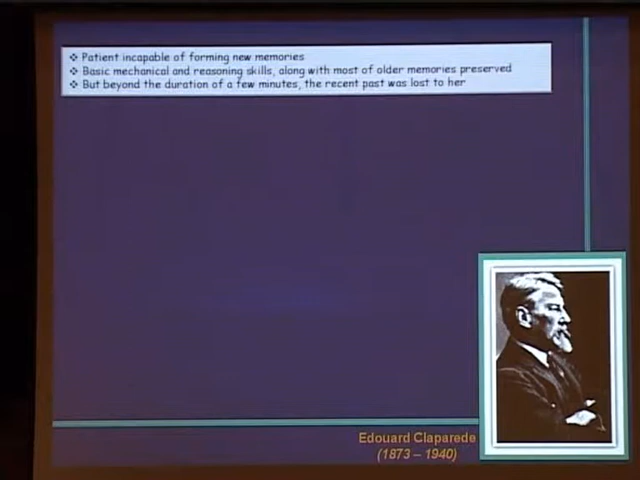 ❖ Patient incapable of forming new memories
❖ Basic mechanical and reasoning skills, along with most of older memories preserved
❖ But beyond the duration of a few minutes, the recent past was lost to her
Edouard Claparede
(1873 – 1940)